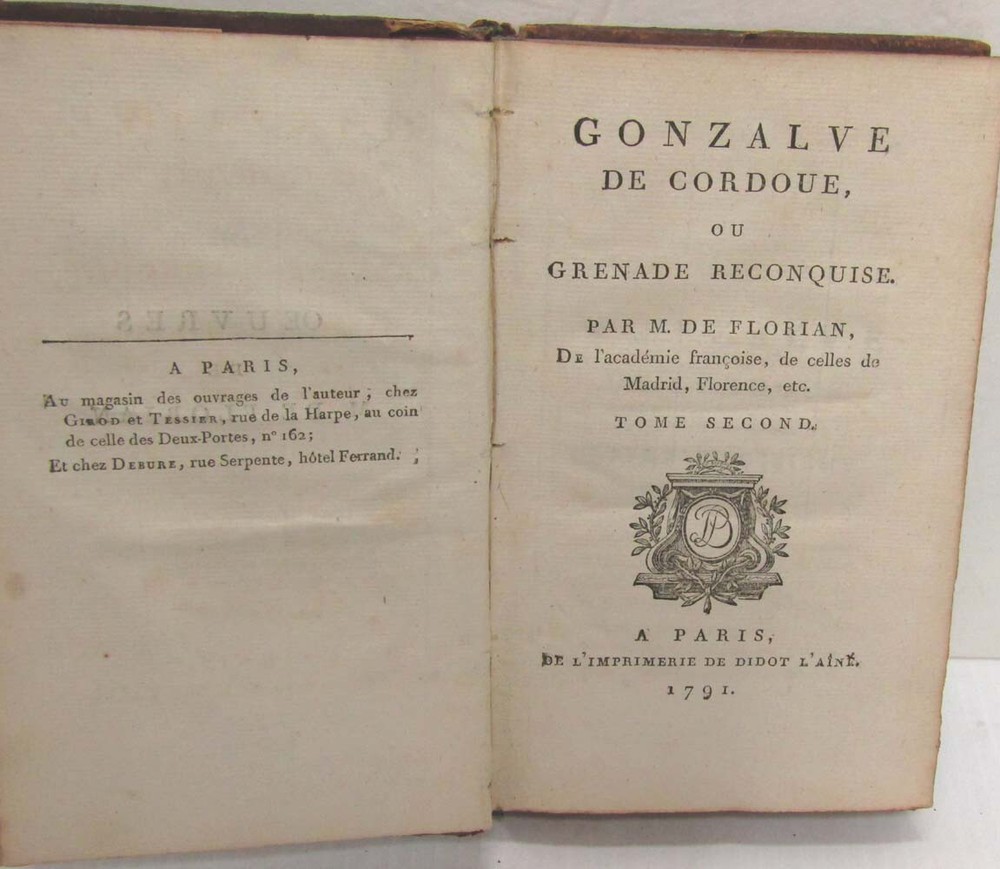 A PARIS,
Au magasin des ouvrages de l'auteur, chez
GIROD et TESSIER, rue de la Harpe, au coin
de celle des Deux-Portes, n° 162;
Et chez DEBURE, rue Serpente, hôtel Ferrand.
GONZALVE
DE CORDOUE,
OU
GRENADE RECONQUISE.
PAR M. DE FLORIAN,
DE l'académie françoise, de celles de
Madrid, Florence, etc.
TOME SECOND.
A PARIS,
DE L'IMPRIMERIE DE DIDOT L'AÎNÉ.
1791.